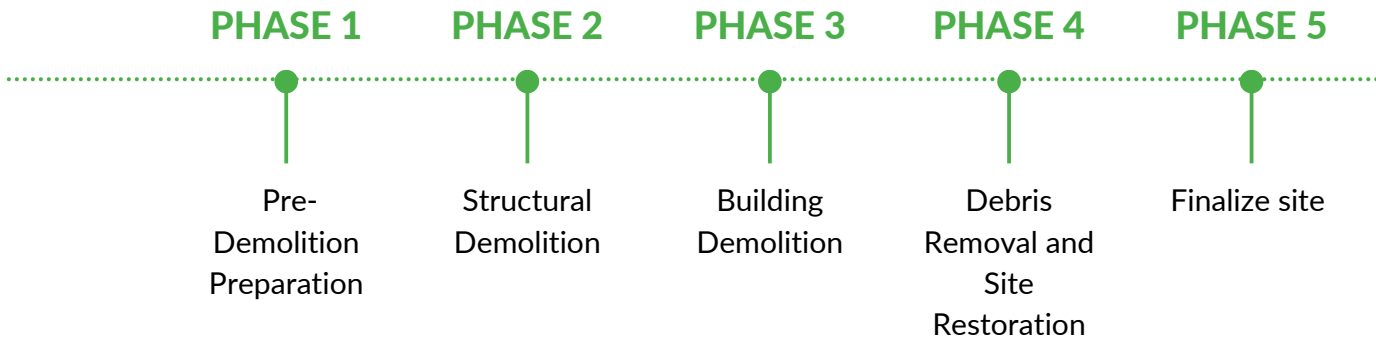 PHASE 1 PHASE 2 PHASE 3 PHASE 4 PHASE 5
Pre-
Demolition
Preparation
Structural
Demolition
Building
Demolition
Debris
Removal and
Site
Restoration
Finalize site